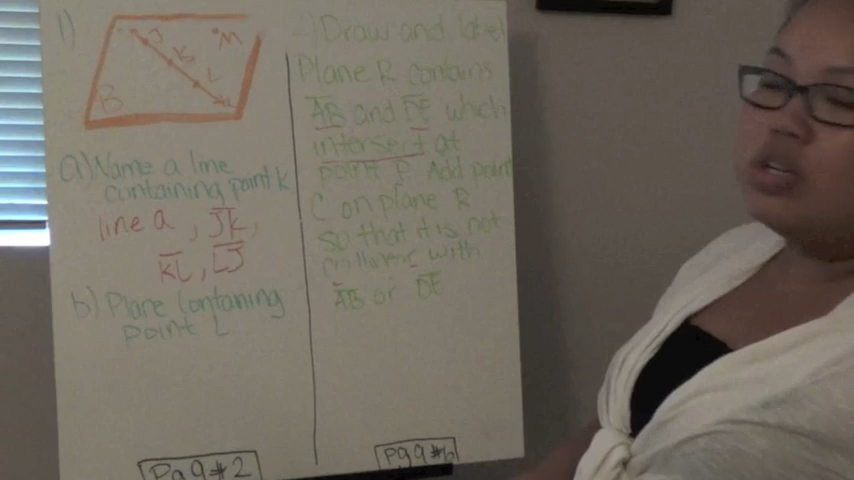 1)
J
K
L
a
M
B
a) Name a line
containing point K
line a, JK,
KL, LJ
b) Plane Containing
point L
Pg 9 #2
2) Draw and label
Plane R contains
AB and DE which
intersect at
point P. Add point
C on plane R
so that it is not
collinear with
AB or DE
pg 9 #6